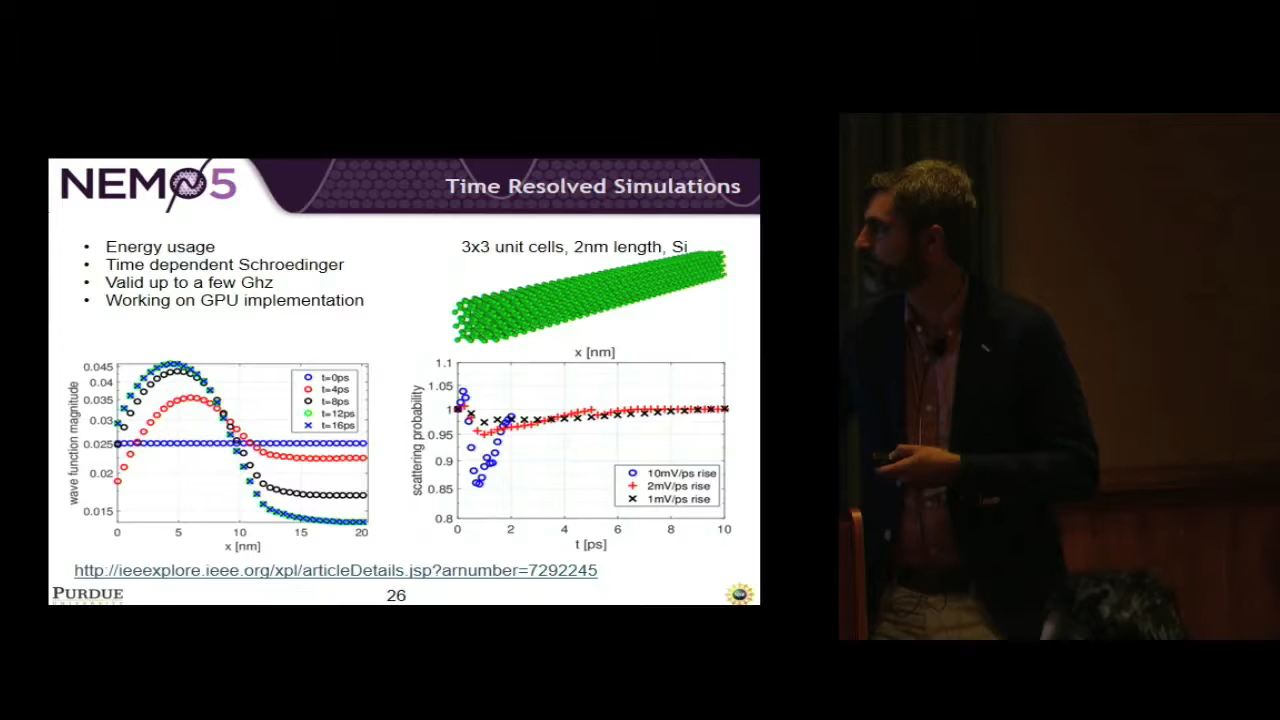 NEMO5
Time Resolved Simulations
• Energy usage
• Time dependent Schroedinger
• Valid up to a few Ghz
• Working on GPU implementation
3x3 unit cells, 2nm length, Si
wave function magnitude
0.045
0.04
0.035
0.03
0.025
0.02
0.015
t=0ps
t=4ps
t=8ps
t=12ps
t=16ps
0 5 10 15 20
x [nm]
x [nm]
scattering probability
1.1
1.05
1
0.95
0.9
0.85
0.8
10mV/ps rise
2mV/ps rise
1mV/ps rise
0 2 4 6 8 10
t [ps]
http://ieeexplore.ieee.org/xpl/articleDetails.jsp?arnumber=7292245
PURDUE
26